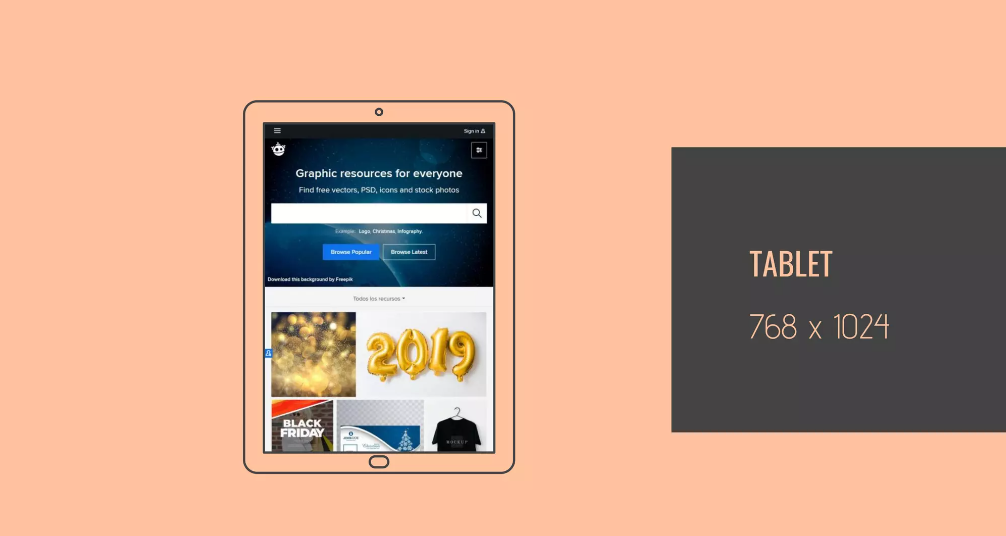 Sign in
Graphic resources for everyone
Find free vectors, PSD, icons and stock photos
Example: Logo, Christmas, Infography.
Browse Popular
Browse Latest
Download this background by Freepik
Todos los recursos
2019
BLACK
FRIDAY
MOCKUP
TABLET
768 x 1024